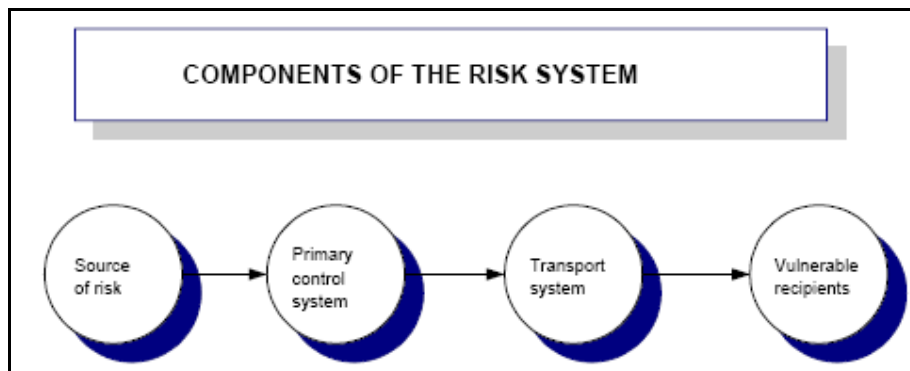 COMPONENTS OF THE RISK SYSTEM
Source
of risk
Primary
control
system
Transport
system
Vulnerable
recipients